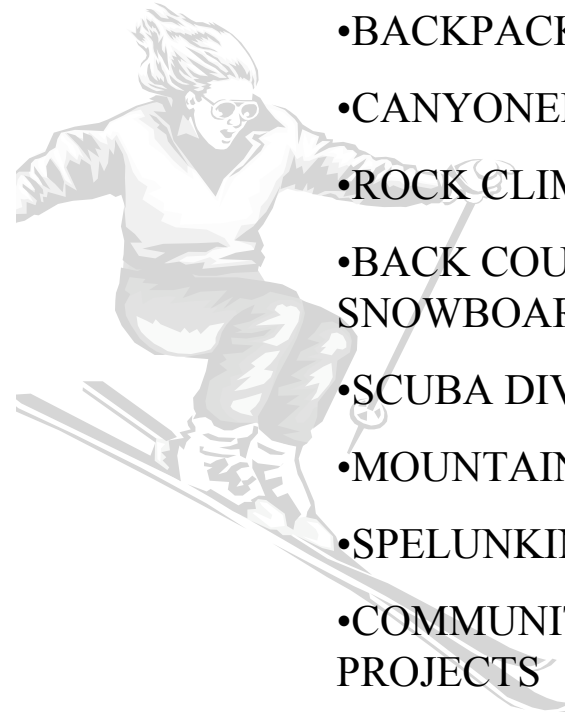 •BACKPACK
•CANYONE
•ROCK CLIM
•BACK COU
SNOWBOAR
•SCUBA DIV
•MOUNTAIN
•SPELUNKI
•COMMUNIT
PROJECTS